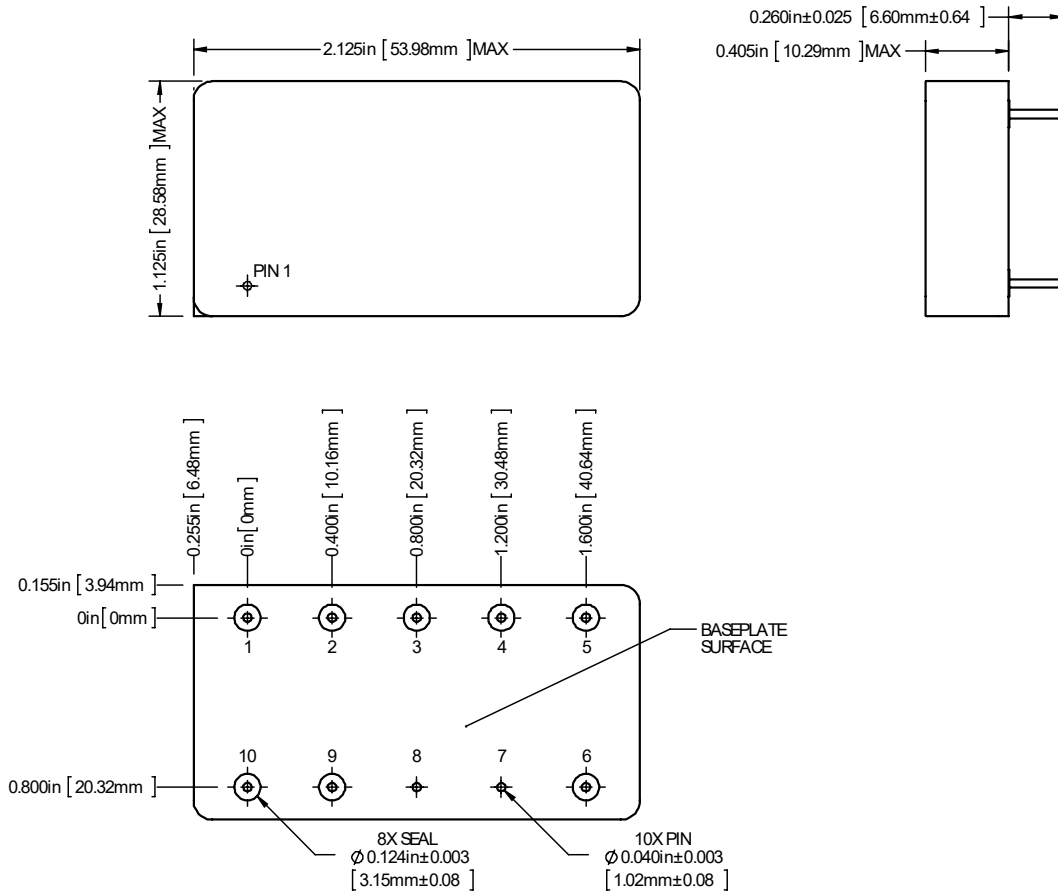 0.260in±0.025 [ 6.60mm±0.64 ]
2.125in [ 53.98mm ]MAX
0.405in [ 10.29mm ]MAX
1.125in [ 28.58mm ]MAX
PIN 1
0.255in [ 6.48mm ]
0in[ 0mm ]
0.400in [ 10.16mm ]
0.800in [ 20.32mm ]
1.200in [ 30.48mm ]
1.600in [ 40.64mm ]
0.155in [ 3.94mm ]
0in[ 0mm ]
1 2 3 4 5
BASEPLATE
SURFACE
10 9 8 7 6
0.800in [ 20.32mm ]
8X SEAL
Ø 0.124in±0.003
[ 3.15mm±0.08 ]
10X PIN
Ø 0.040in±0.003
[ 1.02mm±0.08 ]